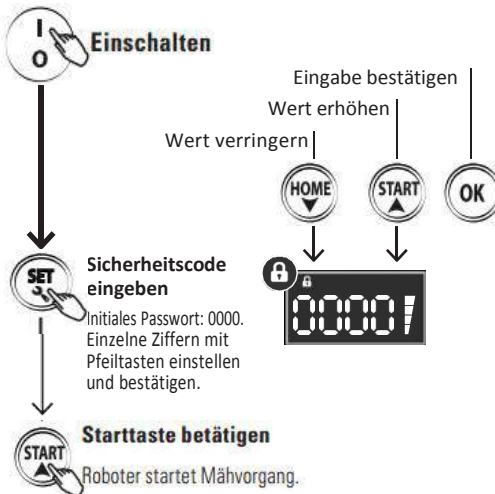 I
O
Einschalten
Eingabe bestätigen
Wert erhöhen
Wert verringern
HOME
START
OK
SET
Sicherheitscode
eingeben
Initiales Passwort: 0000.
Einzelne Ziffern mit
Pfeiltasten einstellen
und bestätigen.
0000
START
Starttaste betätigen
Roboter startet Mähvorgang.